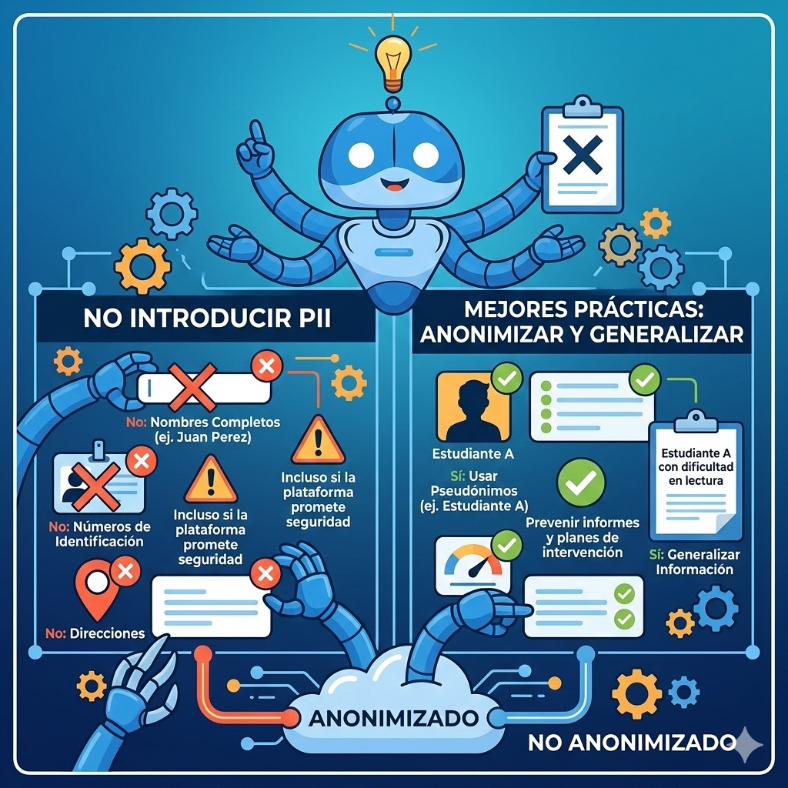 NO INTRODUCIR PII
No: Nombres Completos
(ej. Juan Perez)
Incluso si la
plataforma
promete
seguridad
No: Números de
Identificación
Incluso si la
plataforma
promete
seguridad
No: Direcciones
MEJORES PRÁCTICAS:
ANONIMIZAR Y GENERALIZAR
Estudiante A
Sí: Usar
Pseudónimos
(ej. Estudiante A)
Estudiante A
con dificultad
en lectura
Prevenir informes
y planes de
intervención
Sí: Generalizar
Información
ANONIMIZADO
NO ANONIMIZADO